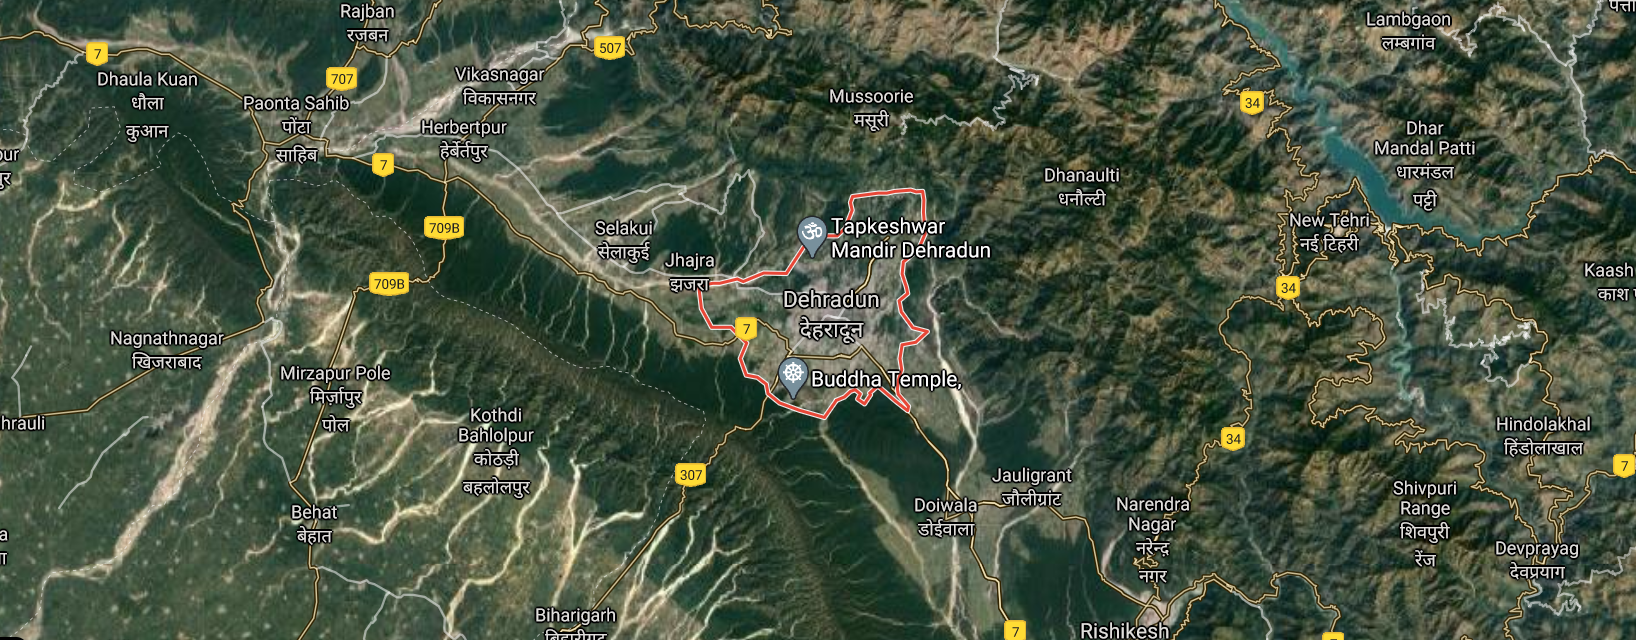 Rajban
रजबन
Lambgaon
लम्बगांव
7
507
707
Dhaula Kuan
धौला
कुआन
Vikasnagar
विकासनगर
Paonta Sahib
पोंटा
साहिब
Mussoorie
मसूरी
34
Herbertpur
हेर्बेर्तपुर
Dhar
Mandal Patti
धारमंडल
पट्टी
7
Dhanaulti
धनौल्टी
709B
Selakui
सेलाकुई
Tapkeshwar
Mandir Dehradun
New Tehri
नई टिहरी
Jhajra
झजरा
709B
34
Dehradun
देहरादून
7
Nagnathnagar
खिजराबाद
Mirzapur Pole
मिर्ज़ापुर
पोल
Buddha Temple,
Kothdi
Bahlolpur
कोठड़ी
बहलोलपुर
34
Hindolakhal
हिंडोलाखाल
7
307
Jauligrant
जौलीग्रांट
Shivpuri
Range
शिवपुरी
रेंज
Behat
बेहात
Doiwala
डोईवाला
Narendra
Nagar
नरेन्द्र
नगर
Devprayag
देवप्रयाग
Biharigarh
7
Rishikesh